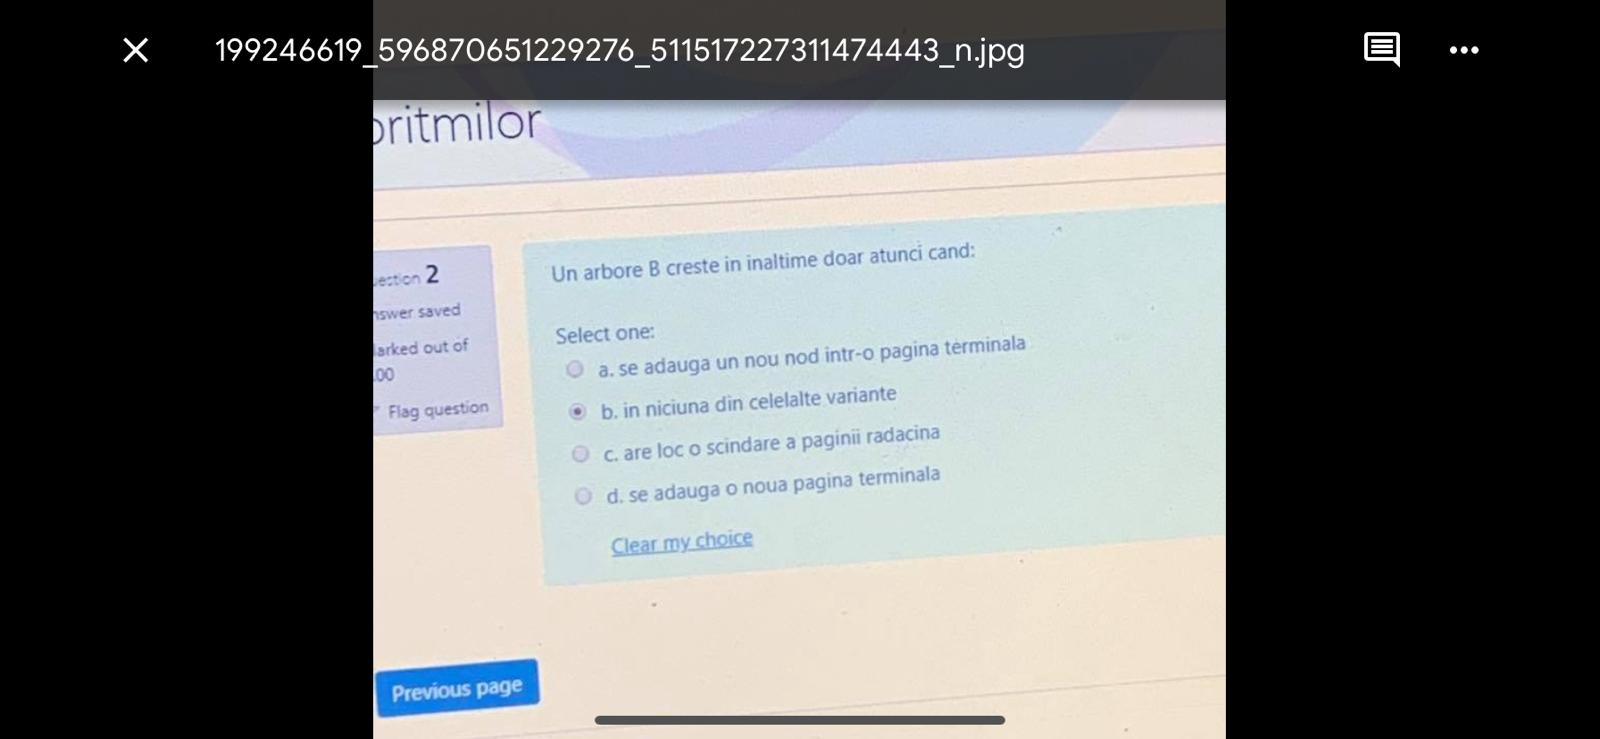 199246619_596870651229276_511517227311474443_n.jpg
oritmilor
estion 2
nswer saved
arked out of
.00
Flag question
Un arbore B creste in inaltime doar atunci cand:
Select one:
a. se adauga un nou nod intr-o pagina terminala
b. in niciuna din celelalte variante
c. are loc o scindare a paginii radacina
d. se adauga o noua pagina terminala
Clear my choice
Previous page